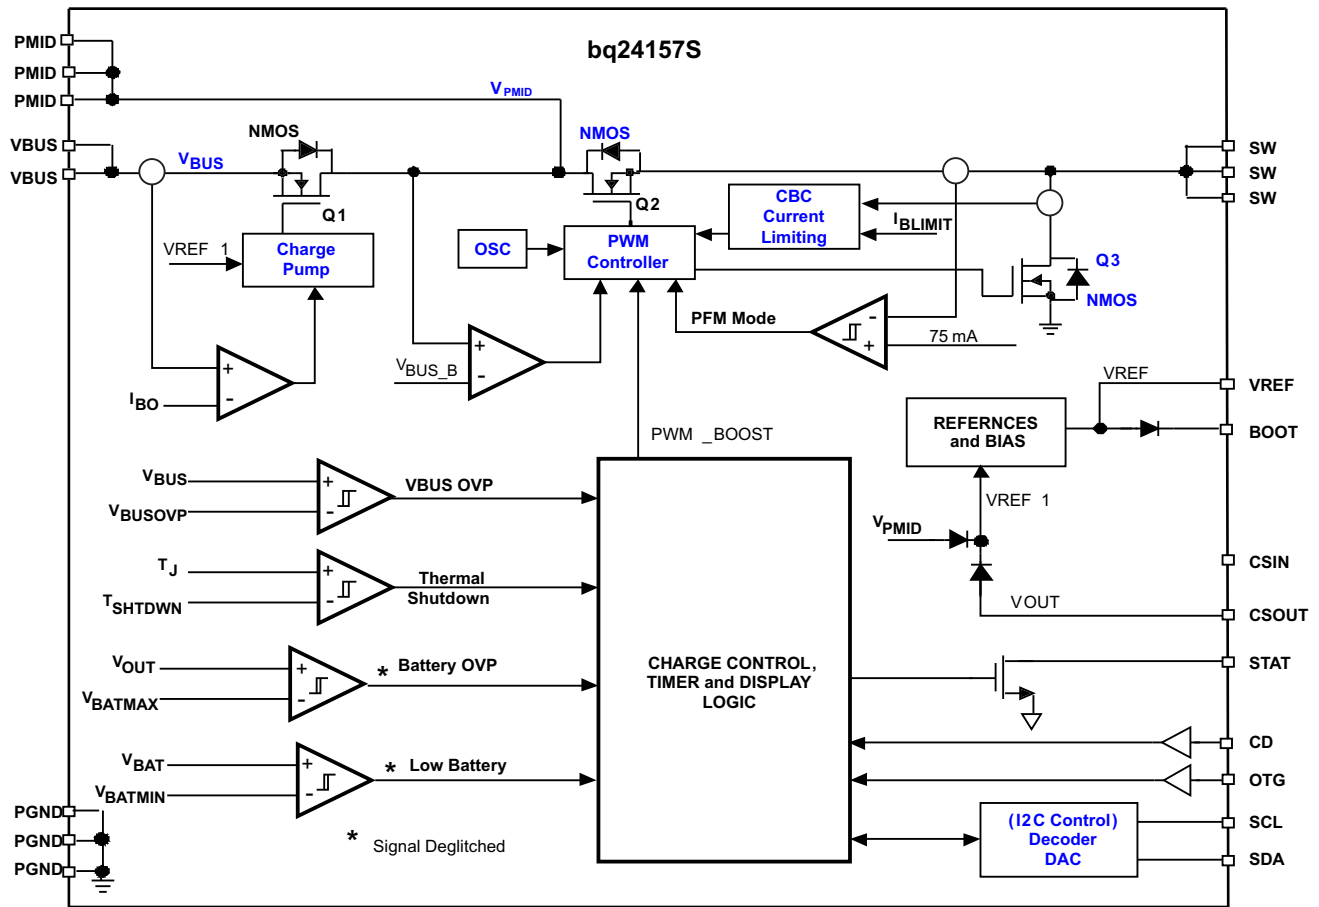 bq24157S
PMID
PMID
PMID
VBUS
VBUS
V PMID
NMOS
NMOS
VBUS
Q1
Q2
SW
SW
SW
VREF 1
Charge
Pump
OSC
PWM
Controller
CBC
Current
Limiting
IBLIMIT
Q3
NMOS
PFM Mode
-
+
75 mA
+
-
IBO
+
-
VBUS_B
VREF
VREF
BOOT
REFERNCES
and BIAS
VREF 1
VPMID
VOUT
CSIN
CSOUT
PWM _BOOST
VBUS
VBUSOVP
+
-
VBUS OVP
TJ
TSHTDWN
+
-
Thermal
Shutdown
VOUT
VBATMAX
+
-
* Battery OVP
VBAT
VBATMIN
+
-
* Low Battery
* Signal Deglitched
CHARGE CONTROL,
TIMER and DISPLAY
LOGIC
STAT
CD
OTG
(I2C Control)
Decoder
DAC
SCL
SDA
PGND
PGND
PGND